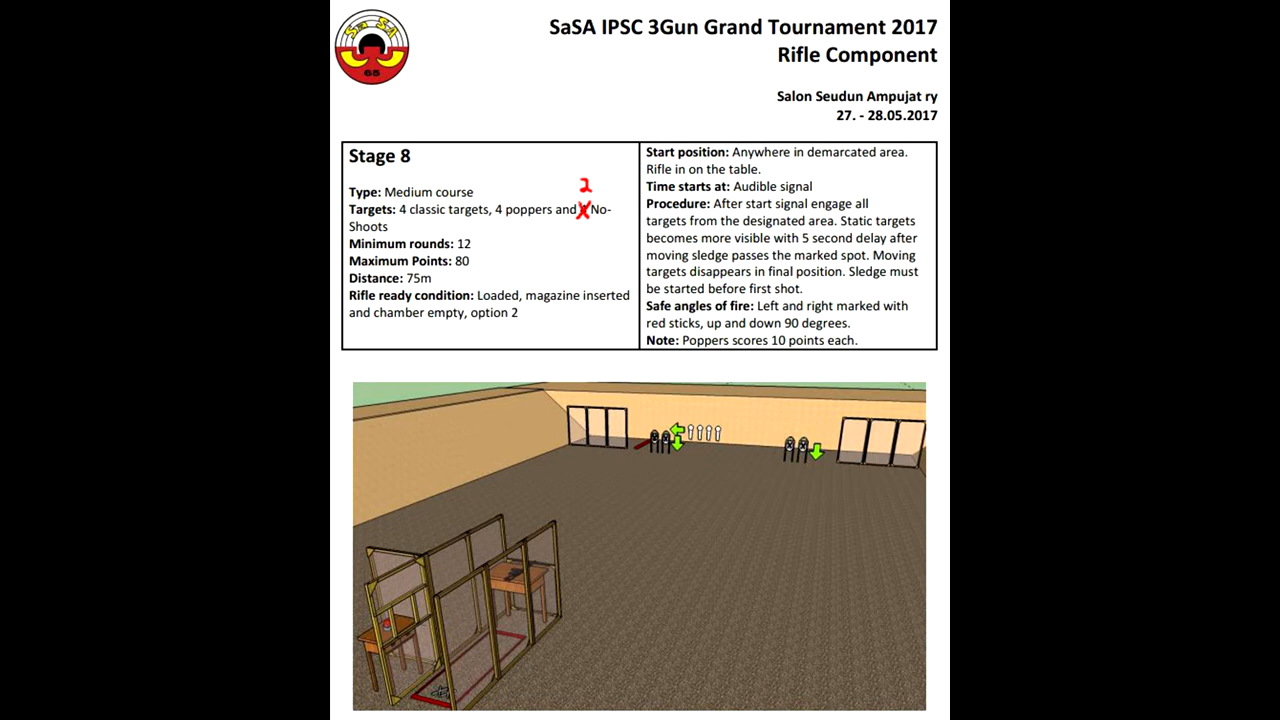 SaSA IPSC 3Gun Grand Tournament 2017
Rifle Component
SaSA
65
Salon Seudun Ampujat ry
27. - 28.05.2017
Stage 8
Type: Medium course
2
Targets: 4 classic targets, 4 poppers and No-
Shoots
Minimum rounds: 12
Maximum Points: 80
Distance: 75m
Rifle ready condition: Loaded, magazine inserted
and chamber empty, option 2
Start position: Anywhere in demarcated area.
Rifle in on the table.
Time starts at: Audible signal
Procedure: After start signal engage all
targets from the designated area. Static targets
becomes more visible with 5 second delay after
moving sledge passes the marked spot. Moving
targets disappears in final position. Sledge must
be started before first shot.
Safe angles of fire: Left and right marked with
red sticks, up and down 90 degrees.
Note: Poppers scores 10 points each.